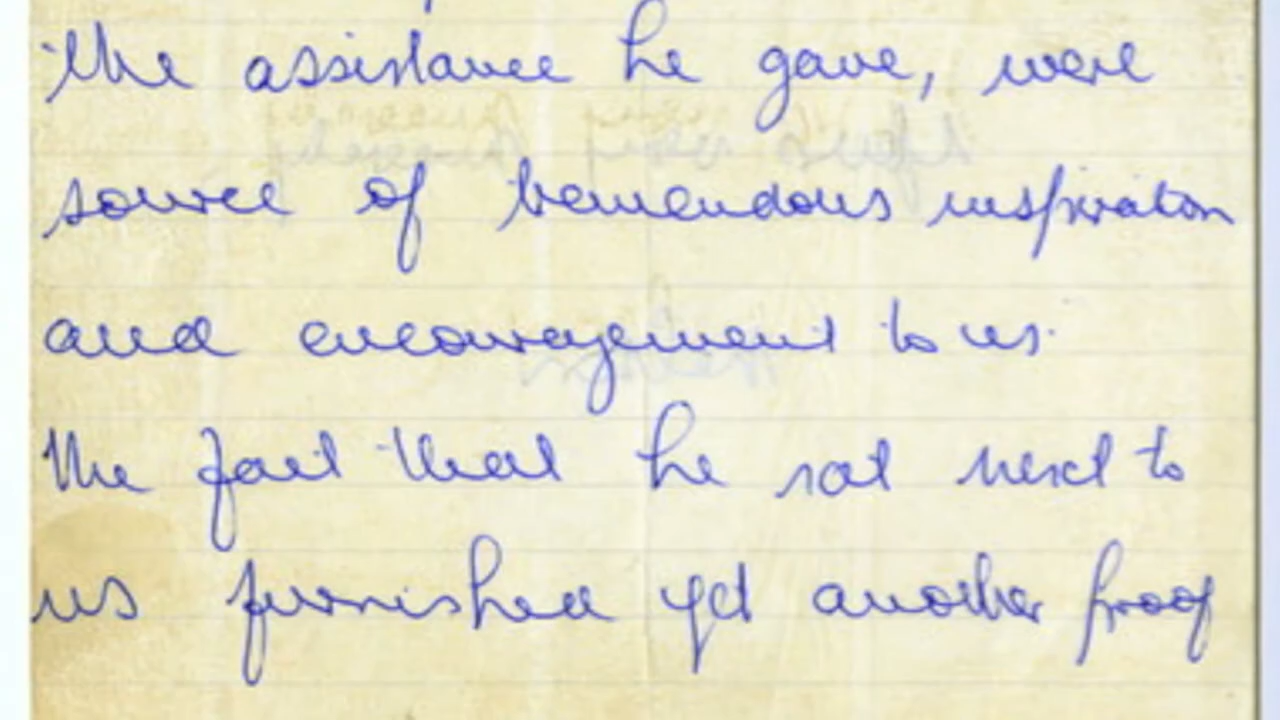 the assistance he gave, were
source of tremendous inspiration
and encouragement to us.
The fact that he sat next to
us furnished yet another proof